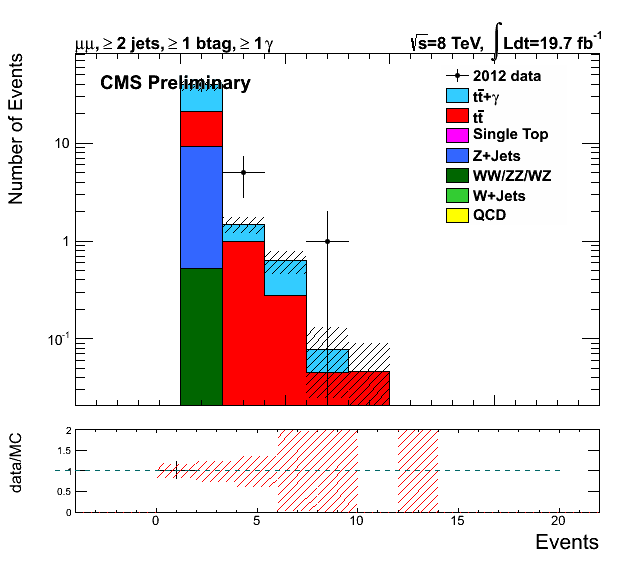 μμ, ≥ 2 jets, ≥ 1 btag, ≥ 1 γ
√s=8 TeV, ∫ Ldt=19.7 fb⁻¹
CMS Preliminary
2012 data
tt̄+γ
tt̄
Single Top
Z+Jets
WW/ZZ/WZ
W+Jets
QCD
Number of Events
10
1
10⁻¹
data/MC
2
1.5
1
0.5
0
0 5 10 15 20
Events